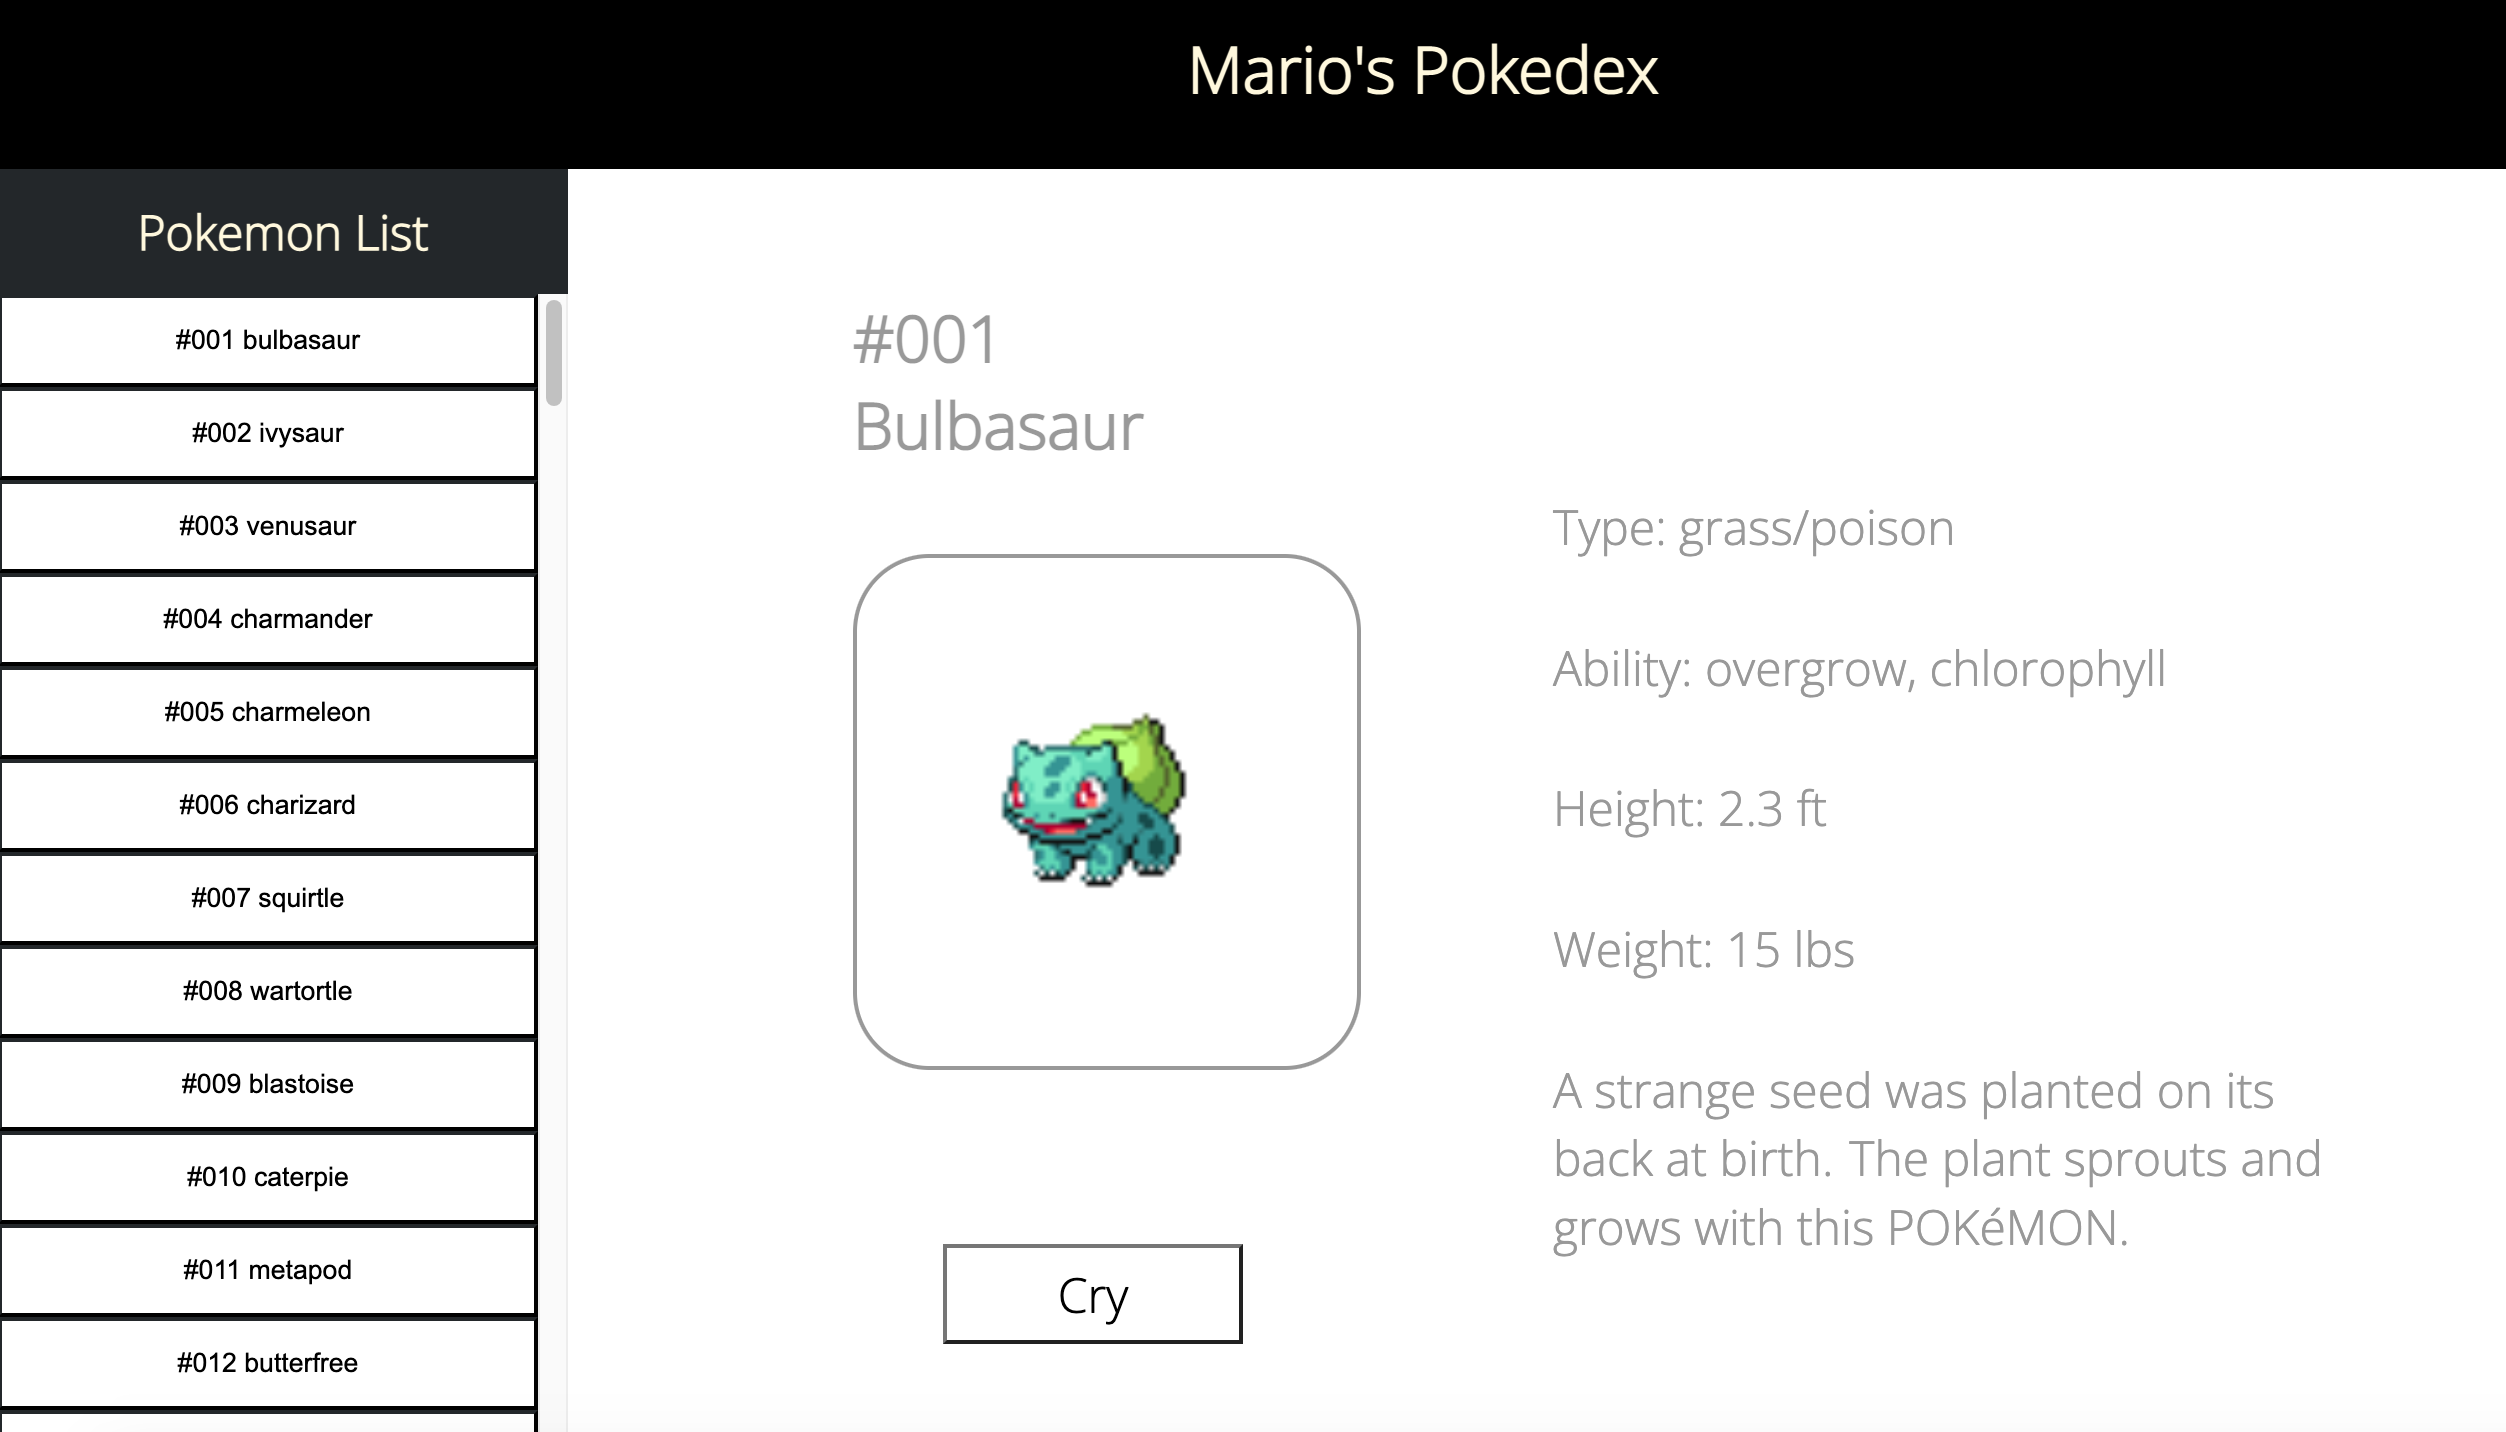 Mario's Pokedex
Pokemon List
#001 bulbasaur
#002 ivysaur
#003 venusaur
#004 charmander
#005 charmeleon
#006 charizard
#007 squirtle
#008 wartortle
#009 blastoise
#010 caterpie
#011 metapod
#012 butterfree
#001
Bulbasaur
Cry
Type: grass/poison
Ability: overgrow, chlorophyll
Height: 2.3 ft
Weight: 15 lbs
A strange seed was planted on its
back at birth. The plant sprouts and
grows with this POKéMON.